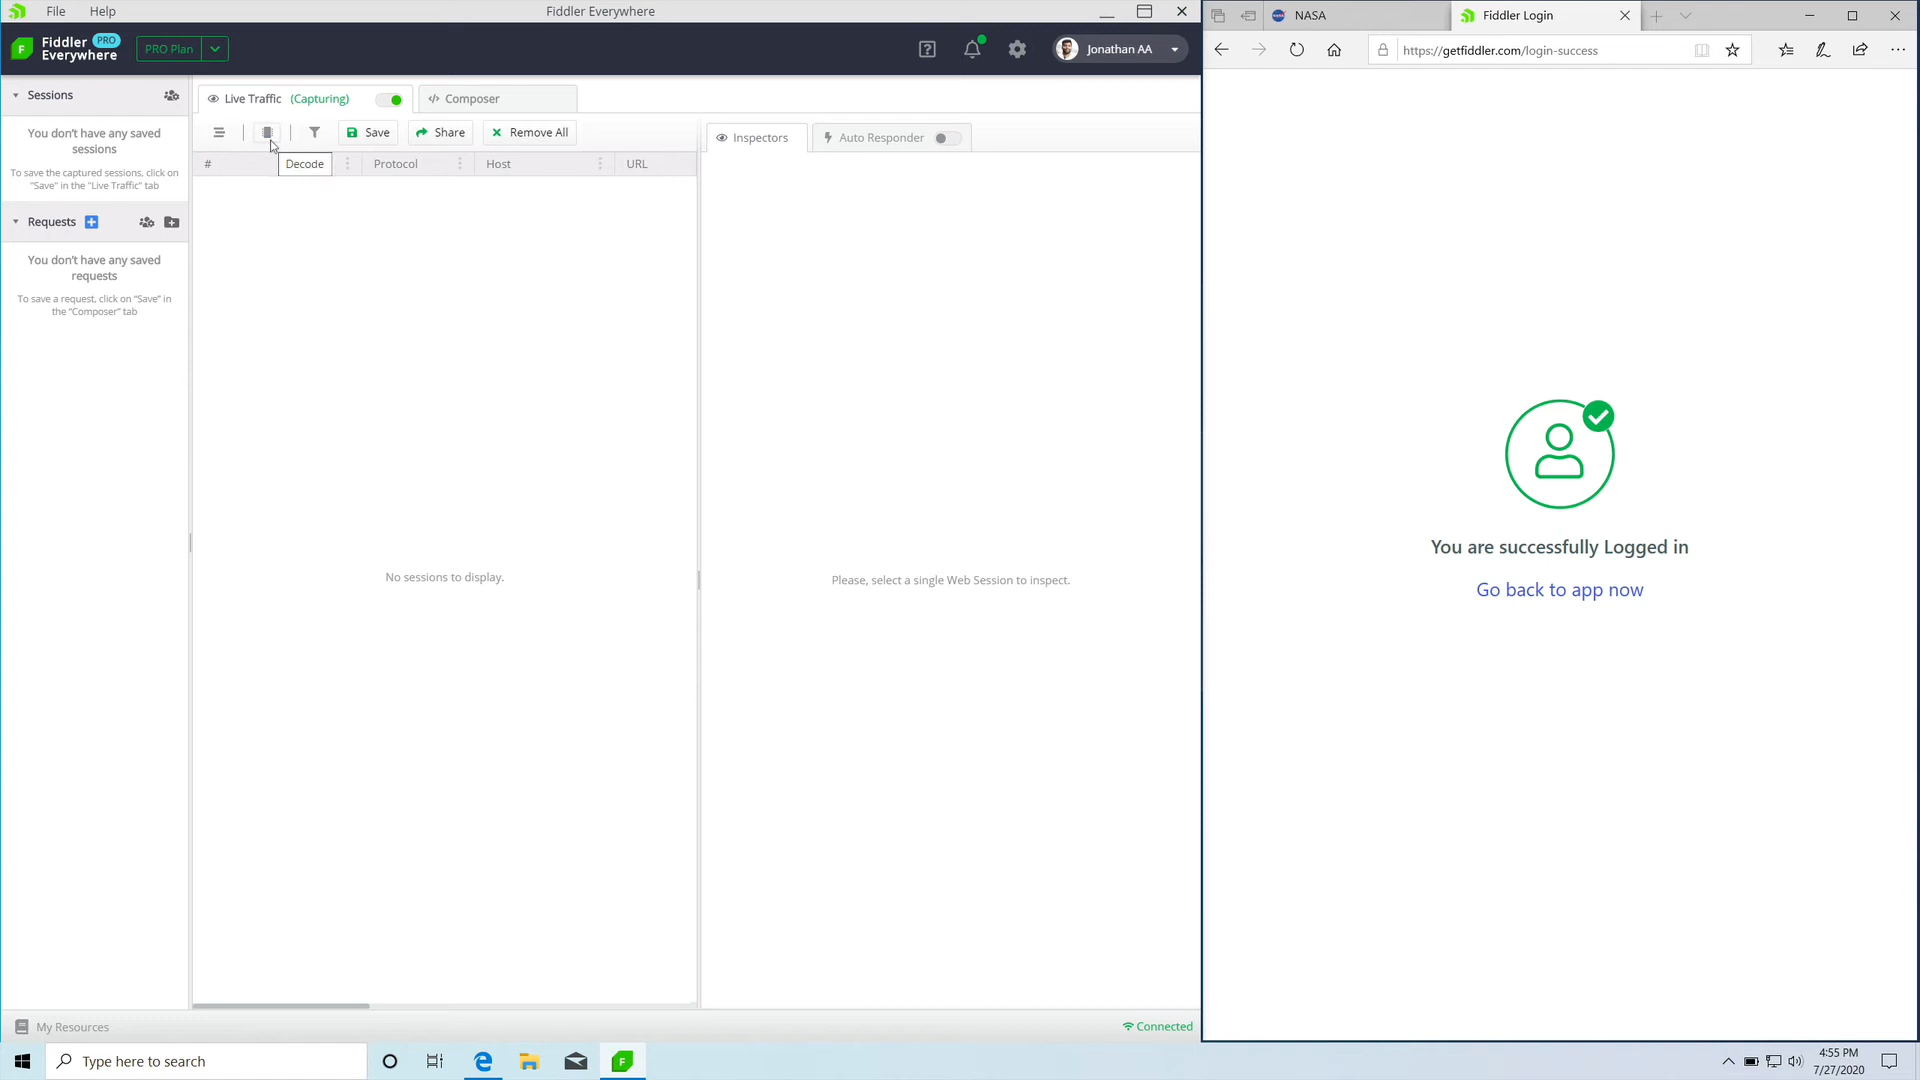 File
Help
Fiddler Everywhere
Fiddler PRO
Everywhere
PRO Plan
Jonathan AA
Sessions
You don't have any saved
sessions
To save the captured sessions, click on
"Save" in the "Live Traffic" tab
Requests
You don't have any saved
requests
To save a request, click on "Save" in
the "Composer" tab
Live Traffic (Capturing)
Composer
Save
Share
Remove All
#
Decode
Protocol
Host
URL
No sessions to display.
Inspectors
Auto Responder
Please, select a single Web Session to inspect.
My Resources
Connected
NASA
Fiddler Login
https://getfiddler.com/login-success
You are successfully Logged in
Go back to app now
Type here to search
4:55 PM
7/27/2020